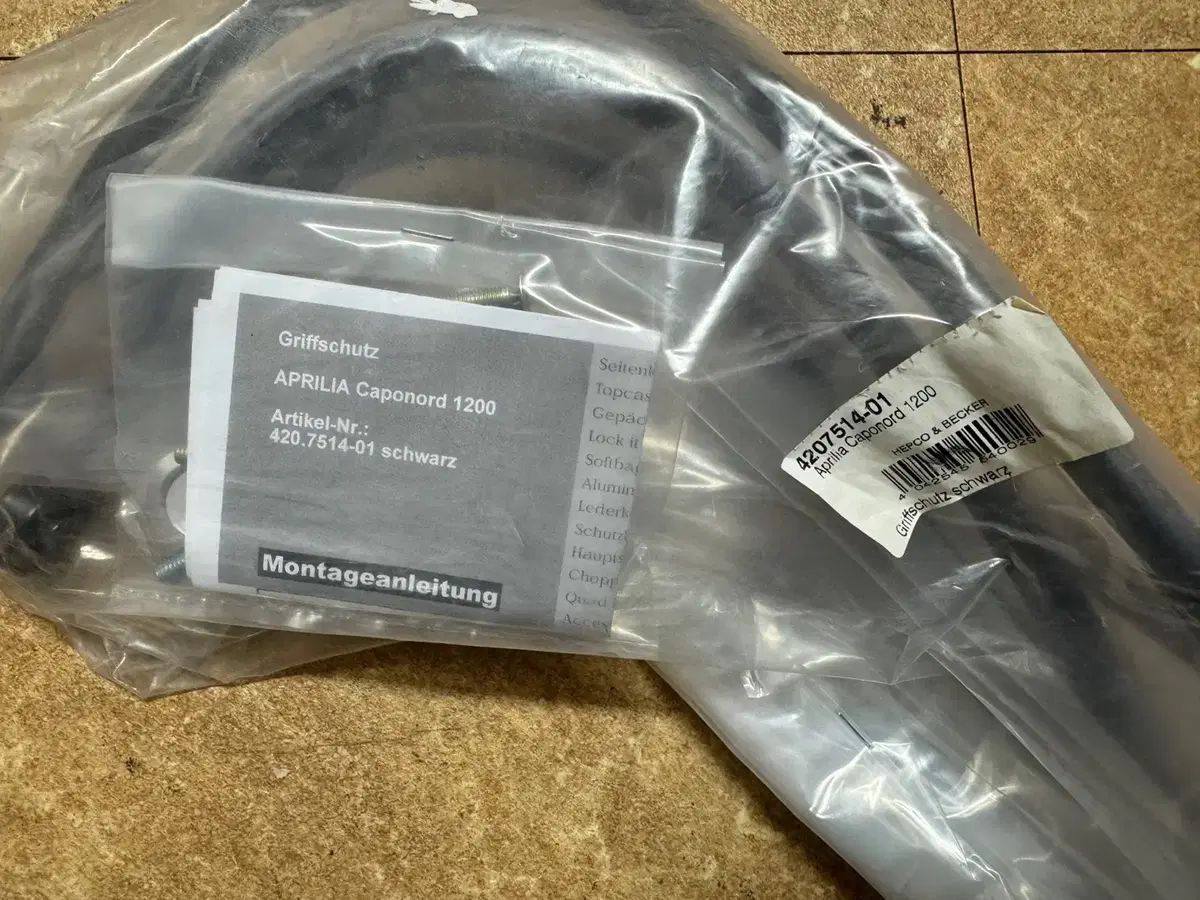 Griffschutz
APRILIA Caponord 1200
Artikel-Nr.:
420.7514-01 schwarz
Montageanleitung
Seitenk
Topcas
Gepäc
Lock it
Softba
Alumin
Lederk
Schutz
Haupts
Chopp
Quad
Acces
4207514-01
Aprilia Caponord 1200
HEPCO & BECKER
Griffschutz schwarz